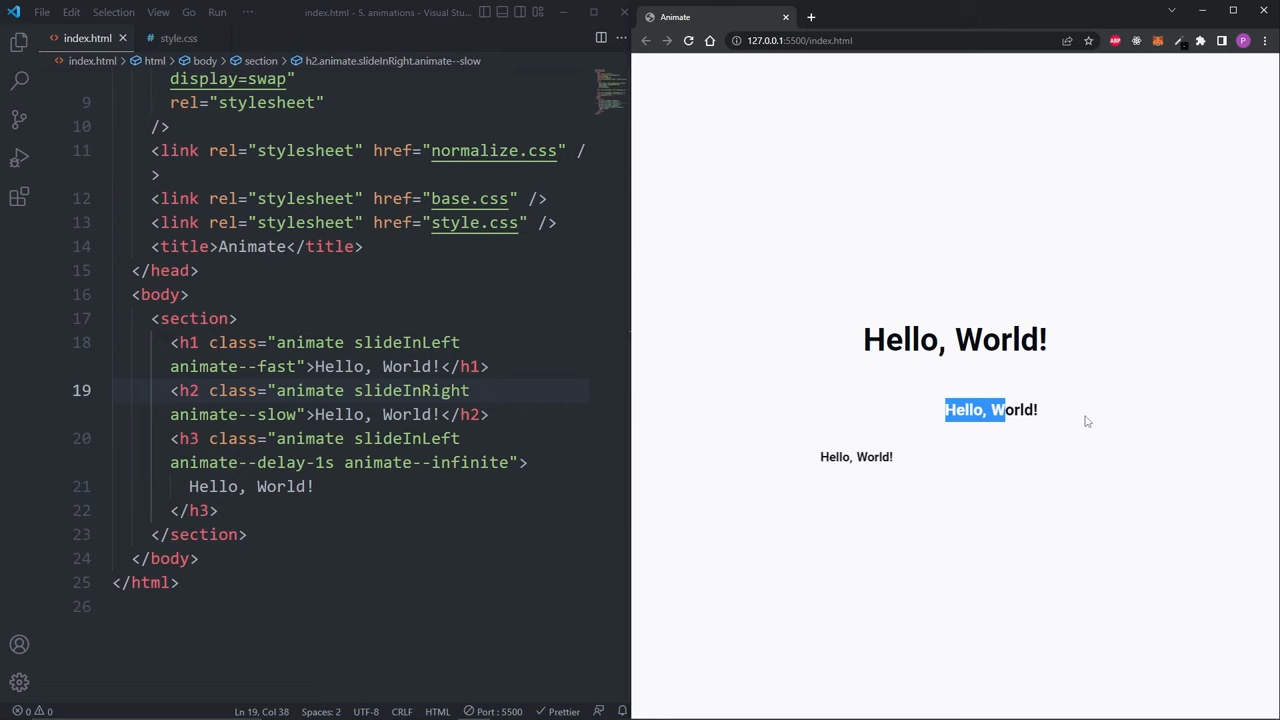 File Edit Selection View Go Run ··· index.html - 5. animations - Visual Stu...
index.html style.css
index.html > html > body > section > h2.animate.slideInRight.animate--slow
display=swap"
9 rel="stylesheet"
10 />
11 <link rel="stylesheet" href="normalize.css" /
>
12 <link rel="stylesheet" href="base.css" />
13 <link rel="stylesheet" href="style.css" />
14 <title>Animate</title>
15 </head>
16 <body>
17 <section>
18 <h1 class="animate slideInLeft
animate--fast">Hello, World!</h1>
19 <h2 class="animate slideInRight
animate--slow">Hello, World!</h2>
20 <h3 class="animate slideInLeft
animate--delay-1s animate--infinite">
21 Hello, World!
22 </h3>
23 </section>
24 </body>
25 </html>
26
0 0 Ln 19, Col 38 Spaces: 2 UTF-8 CRLF HTML Port : 5500 Prettier
Animate
127.0.0.1:5500/index.html ABP P
Hello, World!
Hello, World!
Hello, World!